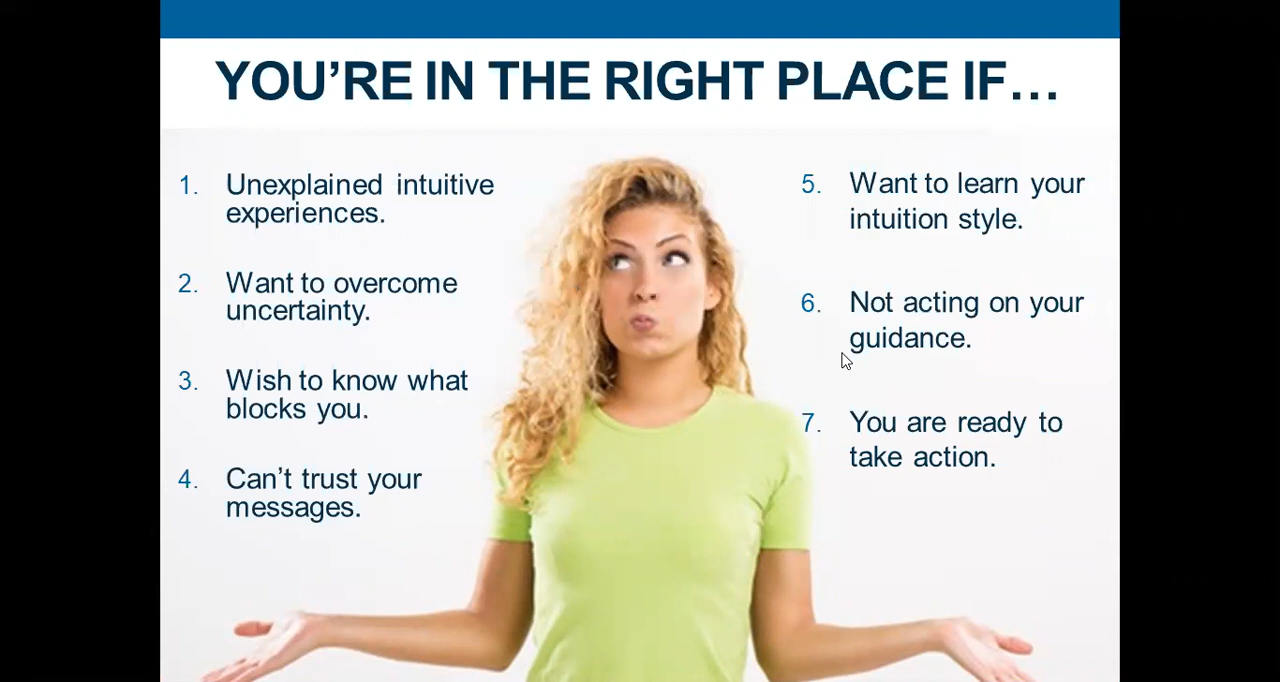 YOU’RE IN THE RIGHT PLACE IF…
1. Unexplained intuitive
experiences.
2. Want to overcome
uncertainty.
3. Wish to know what
blocks you.
4. Can’t trust your
messages.
5. Want to learn your
intuition style.
6. Not acting on your
guidance.
7. You are ready to
take action.